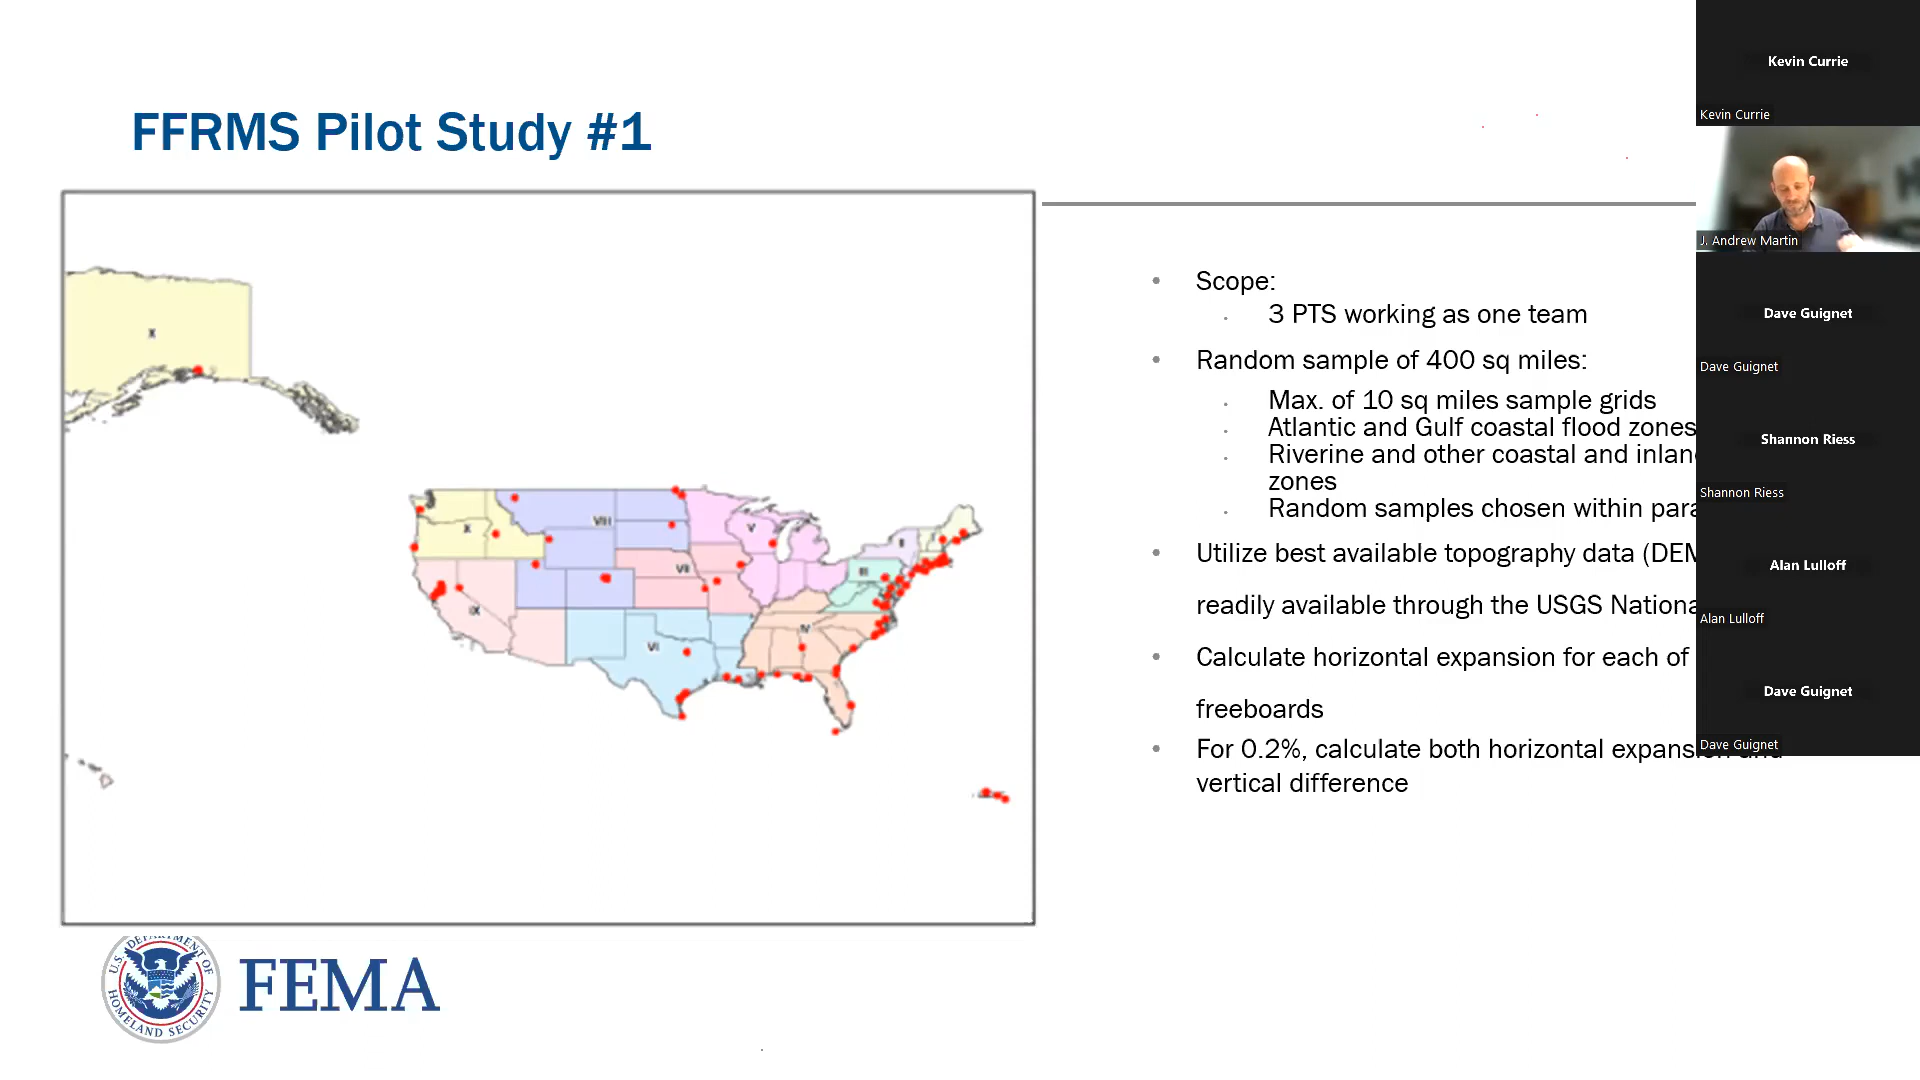 FFRMS Pilot Study #1
X
X
VIII
V
II
VII
III
IX
IV
VI
• Scope:
• 3 PTS working as one team
• Random sample of 400 sq miles:
• Max. of 10 sq miles sample grids
• Atlantic and Gulf coastal flood zones
• Riverine and other coastal and inlan
zones
• Random samples chosen within para
• Utilize best available topography data (DEM
readily available through the USGS Nationa
• Calculate horizontal expansion for each of
freeboards
• For 0.2%, calculate both horizontal expans and
vertical difference
U.S. DEPARTMENT OF
HOMELAND SECURITY
FEMA
Kevin Currie
Kevin Currie
J. Andrew Martin
Dave Guignet
Dave Guignet
Shannon Riess
Shannon Riess
Alan Lulloff
Alan Lulloff
Dave Guignet
Dave Guignet